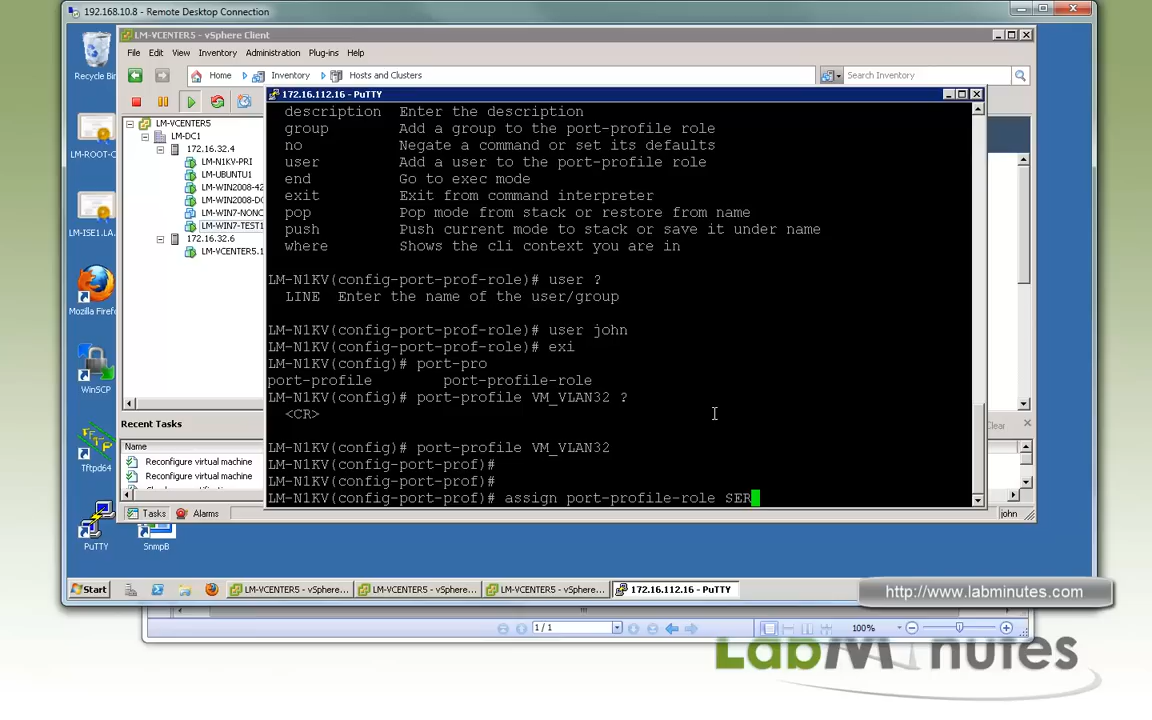 192.168.10.8 - Remote Desktop Connection
LM-VCENTER5 - vSphere Client
File Edit View Inventory Administration Plug-ins Help
Home Inventory Hosts and Clusters
Search Inventory
Recycle Bin
LM-ROOT-C
LM-ISE1.LA.
Mozilla Firef
WinSCP
Tftpd64
PuTTY
SnmpB
LM-VCENTER5
LM-DC1
172.16.32.4
LM-N1KV-PRI
LM-UBUNTU1
LM-WIN2008-42
LM-WIN2008-D
LM-WIN7-NONC
LM-WIN7-TEST1
172.16.32.6
LM-VCENTER5.1
Recent Tasks
Name
Clear
Reconfigure virtual machine
Reconfigure virtual machine
Tasks Alarms
john
172.16.112.16 - PuTTY
description Enter the description
group Add a group to the port-profile role
no Negate a command or set its defaults
user Add a user to the port-profile role
end Go to exec mode
exit Exit from command interpreter
pop Pop mode from stack or restore from name
push Push current mode to stack or save it under name
where Shows the cli context you are in
LM-N1KV(config-port-prof-role)# user ?
LINE Enter the name of the user/group
LM-N1KV(config-port-prof-role)# user john
LM-N1KV(config-port-prof-role)# exi
LM-N1KV(config)# port-pro
port-profile port-profile-role
LM-N1KV(config)# port-profile VM_VLAN32 ?
<CR>
LM-N1KV(config)# port-profile VM_VLAN32
LM-N1KV(config-port-prof)#
LM-N1KV(config-port-prof)#
LM-N1KV(config-port-prof)# assign port-profile-role SER
Start
LM-VCENTER5 - vSphere...
LM-VCENTER5 - vSphere...
LM-VCENTER5 - vSphere...
172.16.112.16 - PuTTY
http://www.labminutes.com
1 / 1
100%
LabMinutes